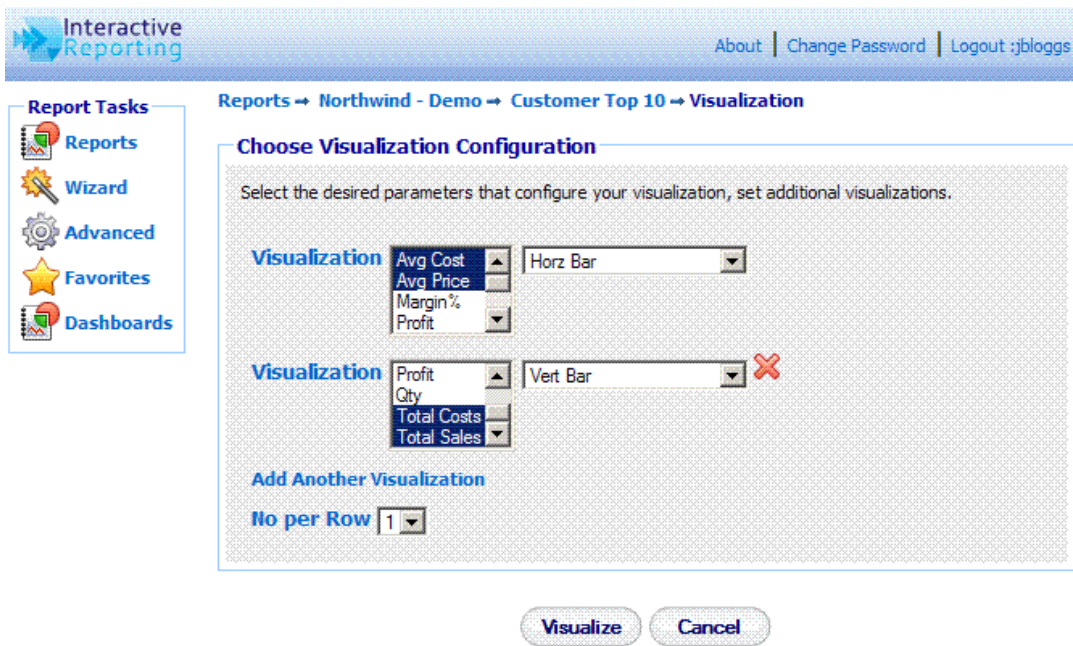 Interactive
Reporting
About | Change Password | Logout :jbloggs
Report Tasks
Reports
Wizard
Advanced
Favorites
Dashboards
Reports → Northwind - Demo → Customer Top 10 → Visualization
Choose Visualization Configuration
Select the desired parameters that configure your visualization, set additional visualizations.
Visualization
Avg Cost
Avg Price
Margin%
Profit
Horz Bar
Visualization
Profit
Qty
Total Costs
Total Sales
Vert Bar
Add Another Visualization
No per Row 1
Visualize
Cancel